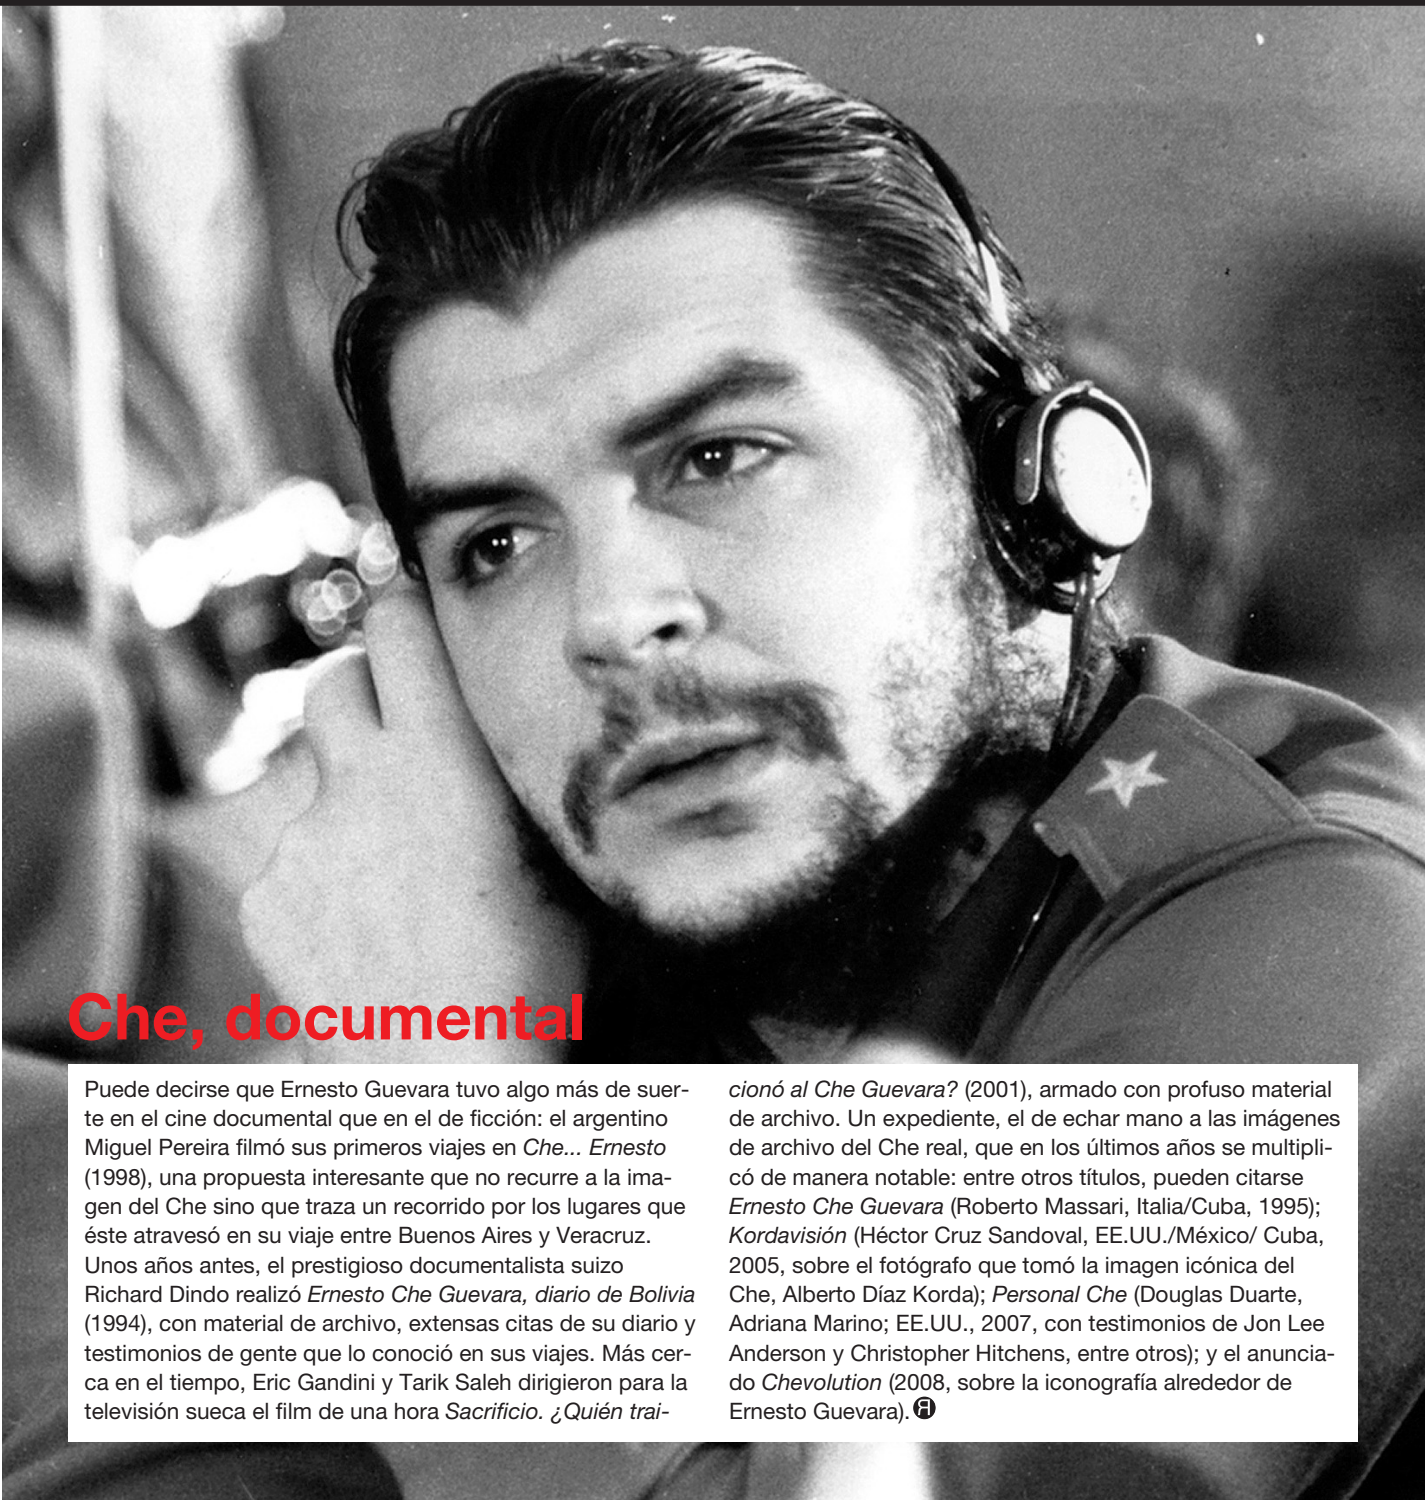 Che, documental
Puede decirse que Ernesto Guevara tuvo algo más de suer-
te en el cine documental que en el de ficción: el argentino
Miguel Pereira filmó sus primeros viajes en Che... Ernesto
(1998), una propuesta interesante que no recurre a la ima-
gen del Che sino que traza un recorrido por los lugares que
éste atravesó en su viaje entre Buenos Aires y Veracruz.
Unos años antes, el prestigioso documentalista suizo
Richard Dindo realizó Ernesto Che Guevara, diario de Bolivia
(1994), con material de archivo, extensas citas de su diario y
testimonios de gente que lo conoció en sus viajes. Más cer-
ca en el tiempo, Eric Gandini y Tarik Saleh dirigieron para la
televisión sueca el film de una hora Sacrificio. ¿Quién trai-
cionó al Che Guevara? (2001), armado con profuso material
de archivo. Un expediente, el de echar mano a las imágenes
de archivo del Che real, que en los últimos años se multipli-
có de manera notable: entre otros títulos, pueden citarse
Ernesto Che Guevara (Roberto Massari, Italia/Cuba, 1995);
Kordavisión (Héctor Cruz Sandoval, EE.UU./México/ Cuba,
2005, sobre el fotógrafo que tomó la imagen icónica del
Che, Alberto Díaz Korda); Personal Che (Douglas Duarte,
Adriana Marino; EE.UU., 2007, con testimonios de Jon Lee
Anderson y Christopher Hitchens, entre otros); y el anuncia-
do Chevolution (2008, sobre la iconografía alrededor de
Ernesto Guevara).